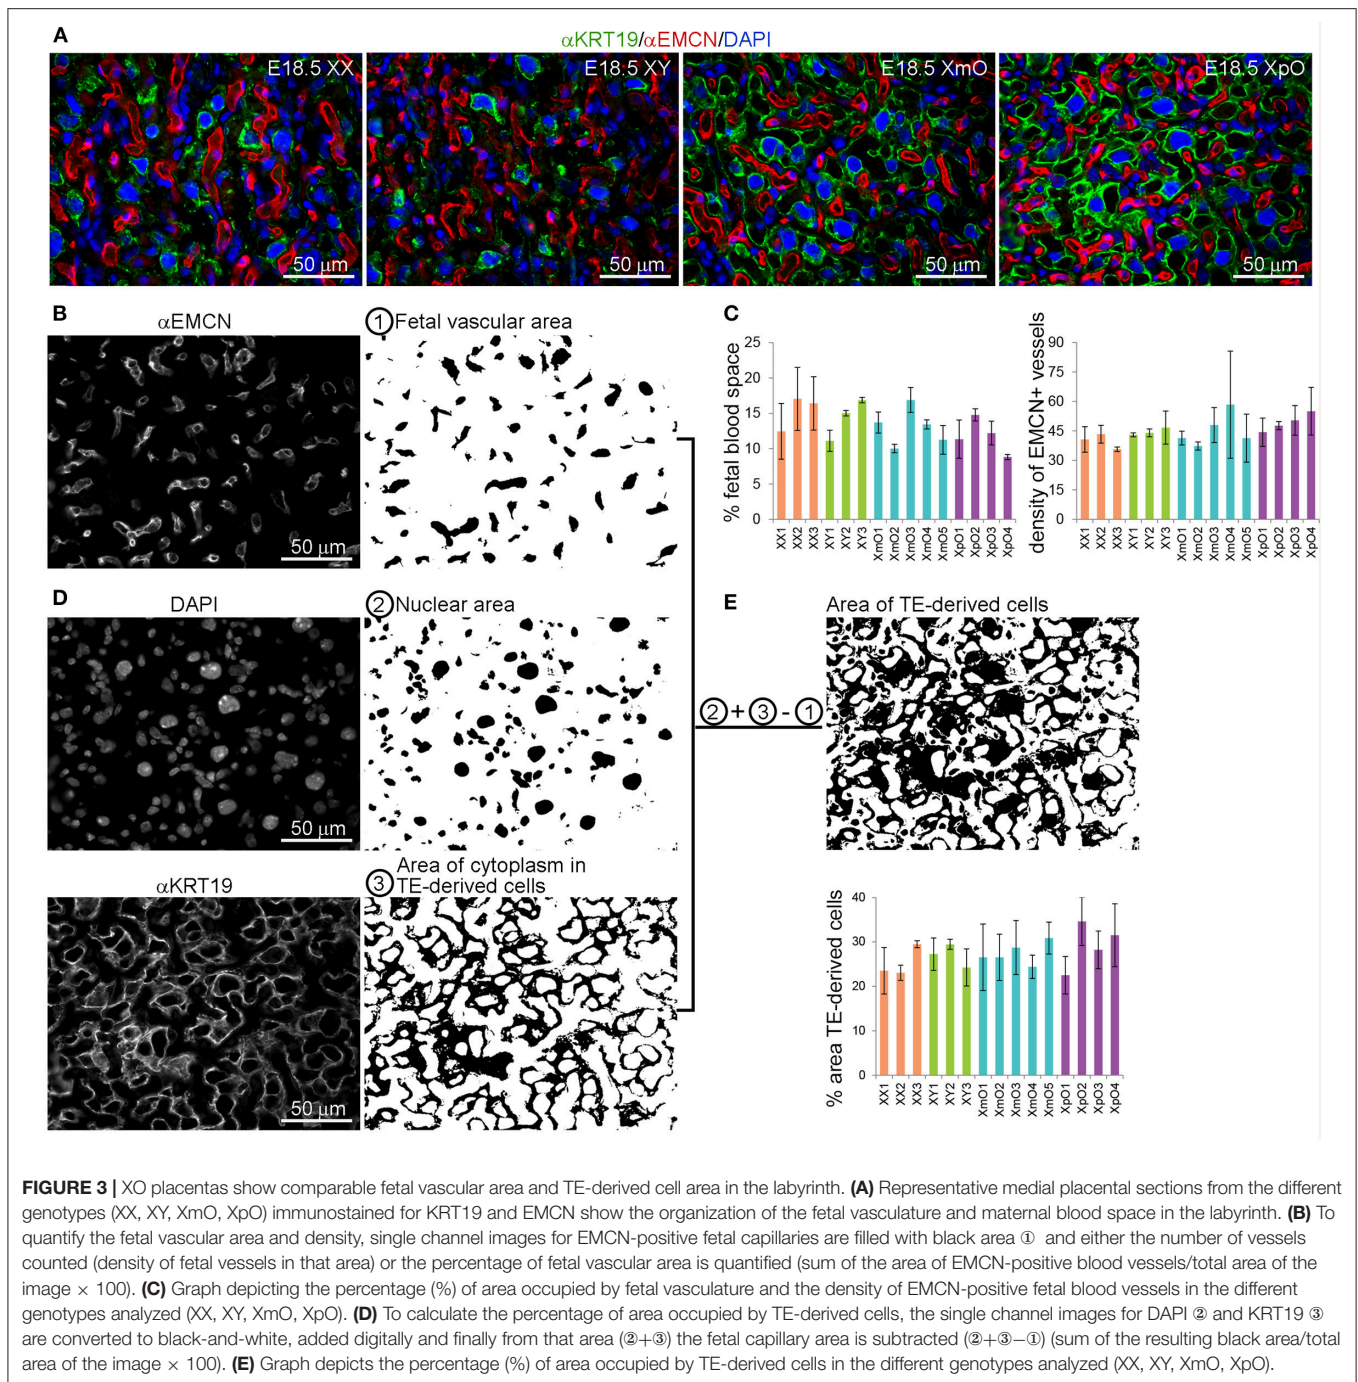 A
αKRT19/αEMCN/DAPI
E18.5 XX
E18.5 XY
E18.5 XmO
E18.5 XpO
50 μm
50 μm
50 μm
50 μm
B
αEMCN
① Fetal vascular area
50 μm
C
% fetal blood space
25
20
15
10
5
0
XX1
XX2
XX3
XY1
XY2
XY3
XmO1
XmO2
XmO3
XmO4
XmO5
XpO1
XpO2
XpO3
XpO4
density of EMCN+ vessels
90
75
60
45
30
15
0
XX1
XX2
XX3
XY1
XY2
XY3
XmO1
XmO2
XmO3
XmO4
XmO5
XpO1
XpO2
XpO3
XpO4
D
DAPI
② Nuclear area
50 μm
αKRT19
③ Area of cytoplasm in
TE-derived cells
50 μm
②+③-①
E
Area of TE-derived cells
% area TE-derived cells
40
30
20
10
0
XX1
XX2
XX3
XY1
XY2
XY3
XmO1
XmO2
XmO3
XmO4
XmO5
XpO1
XpO2
XpO3
XpO4
FIGURE 3 | XO placentas show comparable fetal vascular area and TE-derived cell area in the labyrinth. (A) Representative medial placental sections from the different
genotypes (XX, XY, XmO, XpO) immunostained for KRT19 and EMCN show the organization of the fetal vasculature and maternal blood space in the labyrinth. (B) To
quantify the fetal vascular area and density, single channel images for EMCN-positive fetal capillaries are filled with black area ① and either the number of vessels
counted (density of fetal vessels in that area) or the percentage of fetal vascular area is quantified (sum of the area of EMCN-positive blood vessels/total area of the
image × 100). (C) Graph depicting the percentage (%) of area occupied by fetal vasculature and the density of EMCN-positive fetal blood vessels in the different
genotypes analyzed (XX, XY, XmO, XpO). (D) To calculate the percentage of area occupied by TE-derived cells, the single channel images for DAPI ② and KRT19 ③
are converted to black-and-white, added digitally and finally from that area (②+③) the fetal capillary area is subtracted (②+③−①) (sum of the resulting black area/total
area of the image × 100). (E) Graph depicts the percentage (%) of area occupied by TE-derived cells in the different genotypes analyzed (XX, XY, XmO, XpO).